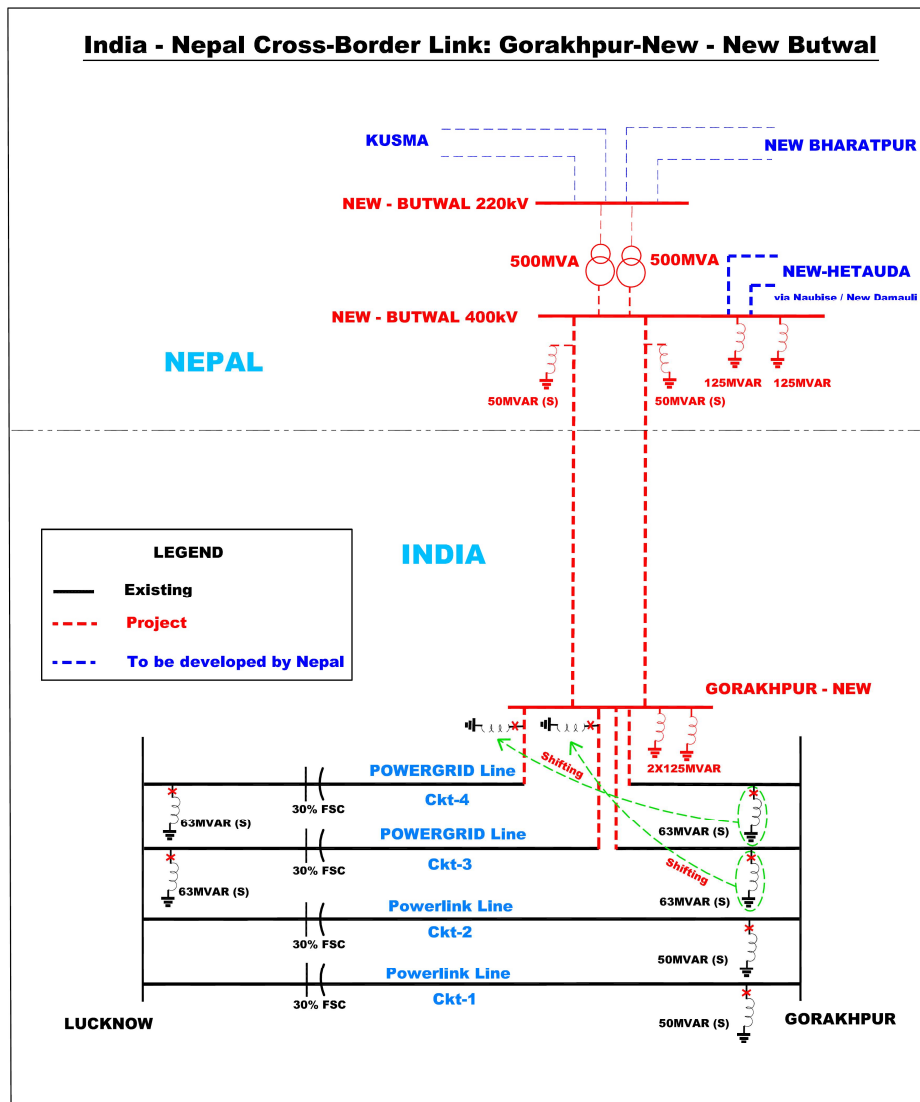 India - Nepal Cross-Border Link: Gorakhpur-New - New Butwal
KUSMA
NEW BHARATPUR
NEW - BUTWAL 220kV
500MVA
500MVA
NEW-HETAUDA
via Naubise / New Damauli
NEW - BUTWAL 400kV
NEPAL
50MVAR (S)
50MVAR (S)
125MVAR
125MVAR
INDIA
LEGEND
Existing
Project
To be developed by Nepal
GORAKHPUR - NEW
Shifting
2X125MVAR
POWERGRID Line
Ckt-4
30% FSC
63MVAR (S)
63MVAR (S)
POWERGRID Line
Ckt-3
30% FSC
63MVAR (S)
Shifting
63MVAR (S)
Powerlink Line
Ckt-2
30% FSC
50MVAR (S)
Powerlink Line
Ckt-1
30% FSC
50MVAR (S)
LUCKNOW
GORAKHPUR